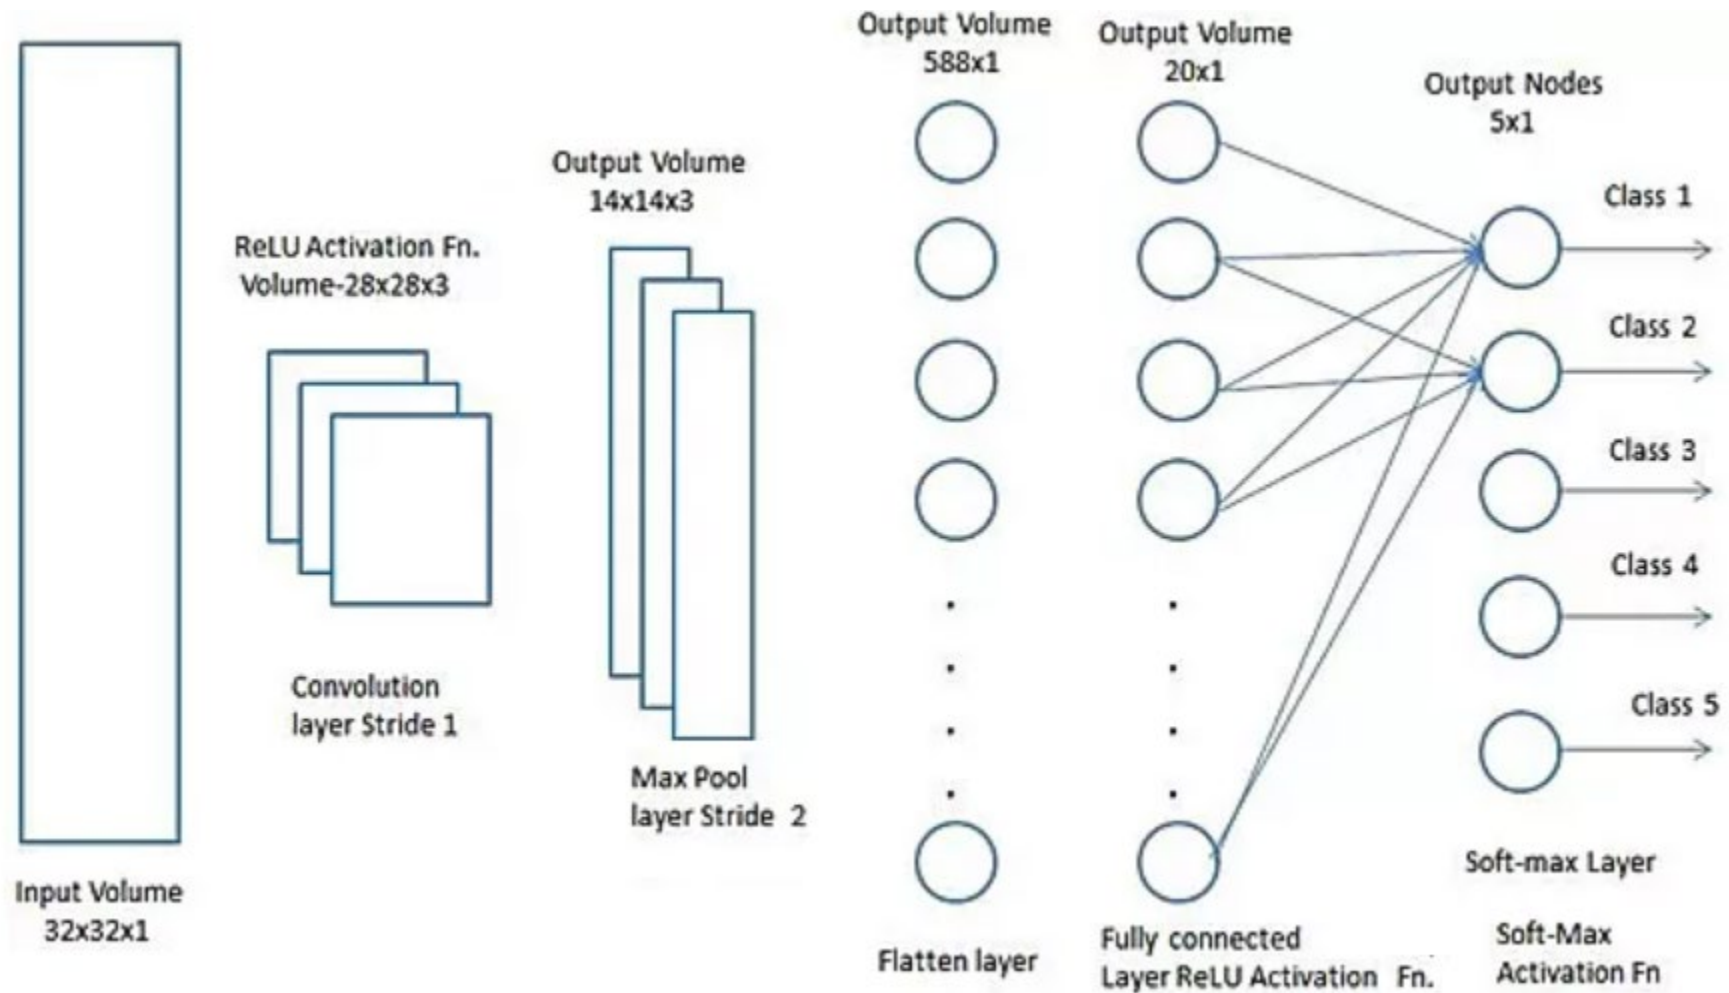 Input Volume
32x32x1
ReLU Activation Fn.
Volume-28x28x3
Convolution
layer Stride 1
Output Volume
14x14x3
Max Pool
layer Stride 2
Output Volume
588x1
Flatten layer
Output Volume
20x1
Fully connected
Layer ReLU Activation Fn.
Output Nodes
5x1
Class 1
Class 2
Class 3
Class 4
Class 5
Soft-max Layer
Soft-Max
Activation Fn